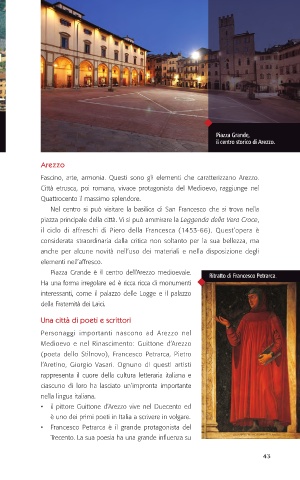 Piazza Grande,
il centro storico di Arezzo.
Arezzo
Fascino, arte, armonia. Questi sono gli elementi che caratterizzano Arezzo.
Città etrusca, poi romana, vivace protagonista del Medioevo, raggiunge nel
Quattrocento il massimo splendore.
Nel centro si può visitare la basilica di San Francesco che si trova nella
piazza principale della città. Vi si può ammirare la Leggenda della Vera Croce,
il ciclo di affreschi di Piero della Francesca (1453-66). Quest'opera è
considerata straordinaria dalla critica non soltanto per la sua bellezza, ma
anche per alcune novità nell'uso dei materiali e nella disposizione degli
elementi nell'affresco.
Piazza Grande è il centro dell'Arezzo medioevale.
Ha una forma irregolare ed è ricca ricca di monumenti
interessanti, come il palazzo delle Logge e il palazzo
della Fraternità dei Laici.
Ritratto di Francesco Petrarca.
Una città di poeti e scrittori
Personaggi importanti nascono ad Arezzo nel
Medioevo e nel Rinascimento: Guittone d'Arezzo
(poeta dello Stilnovo), Francesco Petrarca, Pietro
l'Aretino, Giorgio Vasari. Ognuno di questi artisti
rappresenta il cuore della cultura letteraria italiana e
ciascuno di loro ha lasciato un'impronta importante
nella lingua italiana.
• il pittore Guittone d'Arezzo vive nel Duecento ed
è uno dei primi poeti in Italia a scrivere in volgare.
• Francesco Petrarca è il grande protagonista del
Trecento. La sua poesia ha una grande influenza su
43